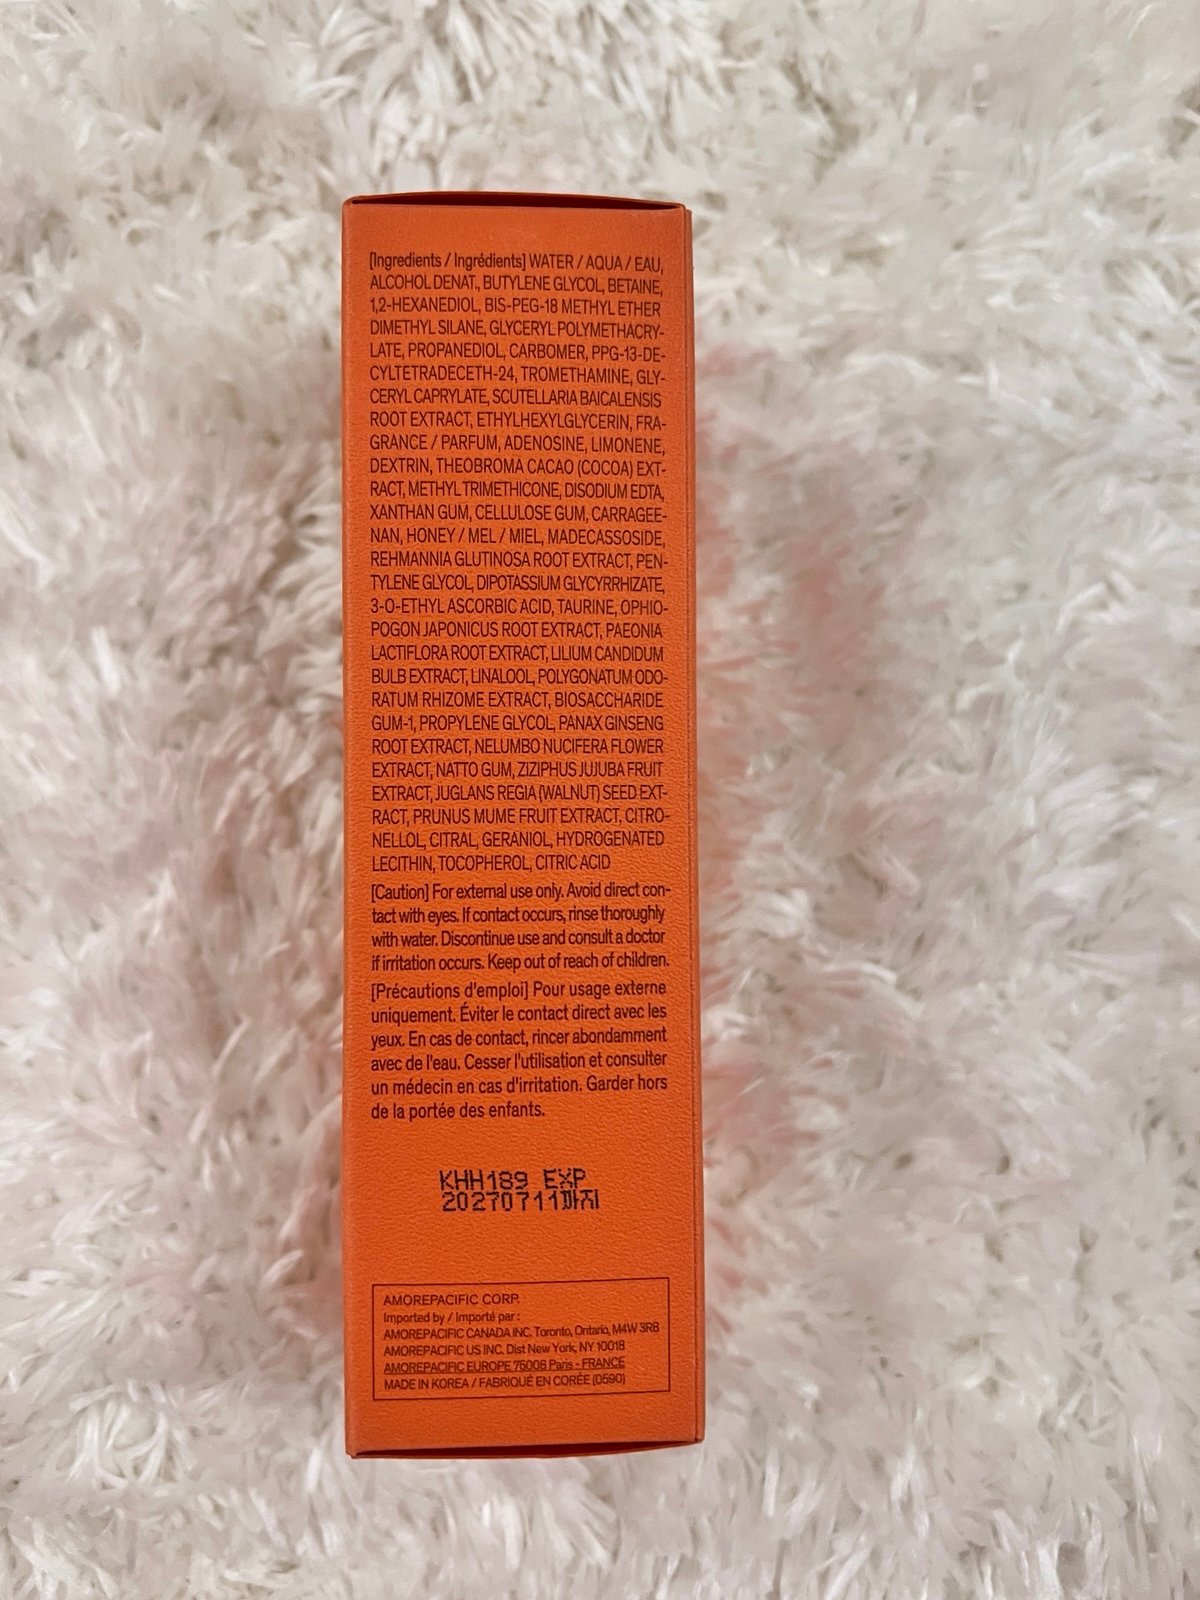 [Ingredients / Ingrédients] WATER / AQUA / EAU,
ALCOHOL DENAT., BUTYLENE GLYCOL, BETAINE,
1,2-HEXANEDIOL, BIS-PEG-18 METHYL ETHER
DIMETHYL SILANE, GLYCERYL POLYMETHACRY-
LATE, PROPANEDIOL, CARBOMER, PPG-13-DE-
CYLTETRADECETH-24, TROMETHAMINE, GLY-
CERYL CAPRYLATE, SCUTELLARIA BAICALENSIS
ROOT EXTRACT, ETHYLHEXYLGLYCERIN, FRA-
GRANCE / PARFUM, ADENOSINE, LIMONENE,
DEXTRIN, THEOBROMA CACAO (COCOA) EXT-
RACT, METHYL TRIMETHICONE, DISODIUM EDTA,
XANTHAN GUM, CELLULOSE GUM, CARRAGEE-
NAN, HONEY / MEL / MIEL, MADECASSOSIDE,
REHMANNIA GLUTINOSA ROOT EXTRACT, PEN-
TYLENE GLYCOL, DIPOTASSIUM GLYCYRRHIZATE,
3-O-ETHYL ASCORBIC ACID, TAURINE, OPHIO-
POGON JAPONICUS ROOT EXTRACT, PAEONIA
LACTIFLORA ROOT EXTRACT, LILIUM CANDIDUM
BULB EXTRACT, LINALOOL, POLYGONATUM ODO-
RATUM RHIZOME EXTRACT, BIOSACCHARIDE
GUM-1, PROPYLENE GLYCOL, PANAX GINSENG
ROOT EXTRACT, NELUMBO NUCIFERA FLOWER
EXTRACT, NATTO GUM, ZIZIPHUS JUJUBA FRUIT
EXTRACT, JUGLANS REGIA (WALNUT) SEED EXT-
RACT, PRUNUS MUME FRUIT EXTRACT, CITRO-
NELLOL, CITRAL, GERANIOL, HYDROGENATED
LECITHIN, TOCOPHEROL, CITRIC ACID
[Caution] For external use only. Avoid direct con-
tact with eyes. If contact occurs, rinse thoroughly
with water. Discontinue use and consult a doctor
if irritation occurs. Keep out of reach of children.
[Précautions d'emploi] Pour usage externe
uniquement. Éviter le contact direct avec les
yeux. En cas de contact, rincer abondamment
avec de l'eau. Cesser l'utilisation et consulter
un médecin en cas d'irritation. Garder hors
de la portée des enfants.
KHH189 EXP
20270711까지
AMOREPACIFIC CORP.
Imported by / Importé par :
AMOREPACIFIC CANADA INC. Toronto, Ontario, M4W 3R8
AMOREPACIFIC US INC. Dist New York, NY 10018
AMOREPACIFIC EUROPE 75008 Paris - FRANCE
MADE IN KOREA / FABRIQUÉ EN CORÉE (0590)